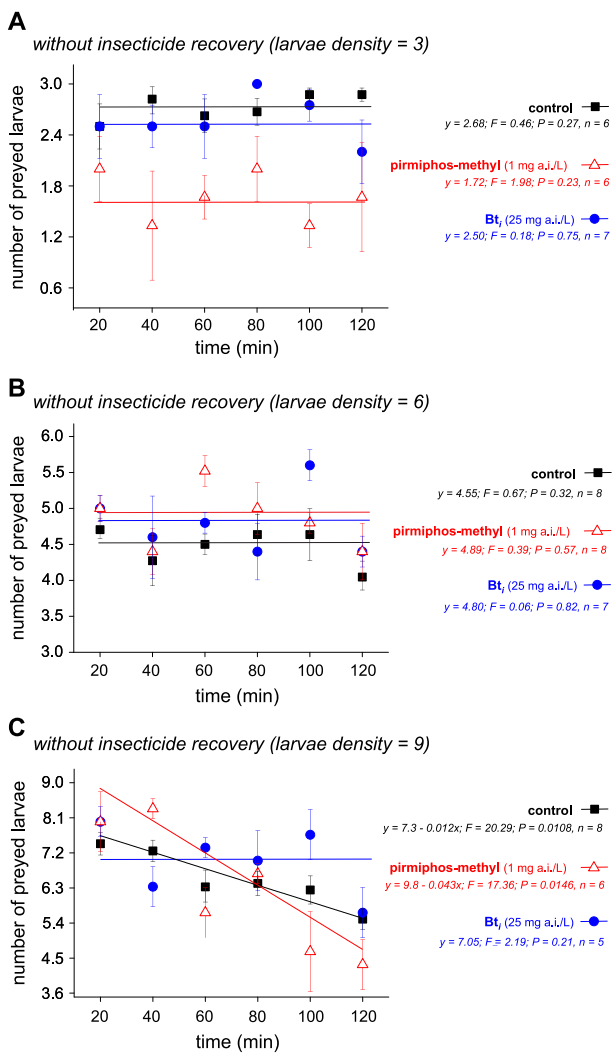 A
without insecticide recovery (larvae density = 3)
number of preyed larvae
3.0
2.4
1.8
1.2
0.6
20 40 60 80 100 120
time (min)
control
y = 2.68; F = 0.46; P = 0.27, n = 6
pirmiphos-methyl (1 mg a.i./L)
y = 1.72; F = 1.98; P = 0.23, n = 6
Bti (25 mg a.i./L)
y = 2.50; F = 0.18; P = 0.75, n = 7
B
without insecticide recovery (larvae density = 6)
number of preyed larvae
6.0
5.5
5.0
4.5
4.0
3.5
3.0
20 40 60 80 100 120
time (min)
control
y = 4.55; F = 0.67; P = 0.32, n = 8
pirmiphos-methyl (1 mg a.i./L)
y = 4.89; F = 0.39; P = 0.57, n = 8
Bti (25 mg a.i./L)
y = 4.80; F = 0.06; P = 0.82, n = 7
C
without insecticide recovery (larvae density = 9)
number of preyed larvae
9.0
8.1
7.2
6.3
5.4
4.5
3.6
20 40 60 80 100 120
time (min)
control
y = 7.3 - 0.012x; F = 20.29; P = 0.0108, n = 8
pirmiphos-methyl (1 mg a.i./L)
y = 9.8 - 0.043x; F = 17.36; P = 0.0146, n = 6
Bti (25 mg a.i./L)
y = 7.05; F = 2.19; P = 0.21, n = 5